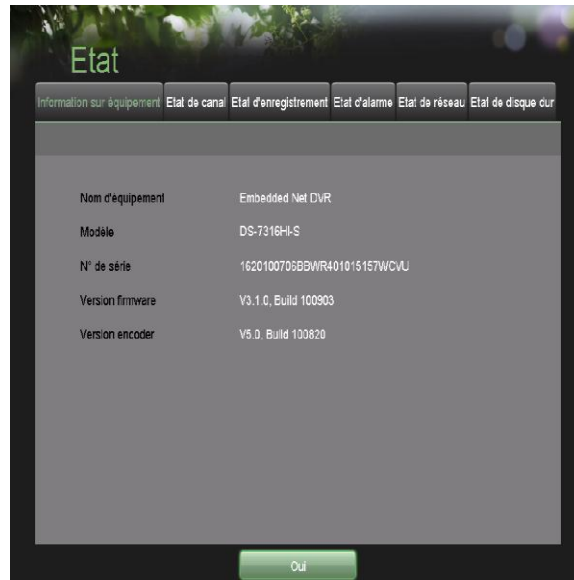 Etat
Information sur équipement Etat de canal Etat d'enregistrement Etat d'alarme Etat de réseau Etat de disque dur
Nom d'équipement Embedded Net DVR
Modèle DS-7316HI-S
N° de série 1620100706BBWR401015157WCVU
Version firmware V3.1.0, Build 100903
Version encoder V5.0, Build 100820
Oui